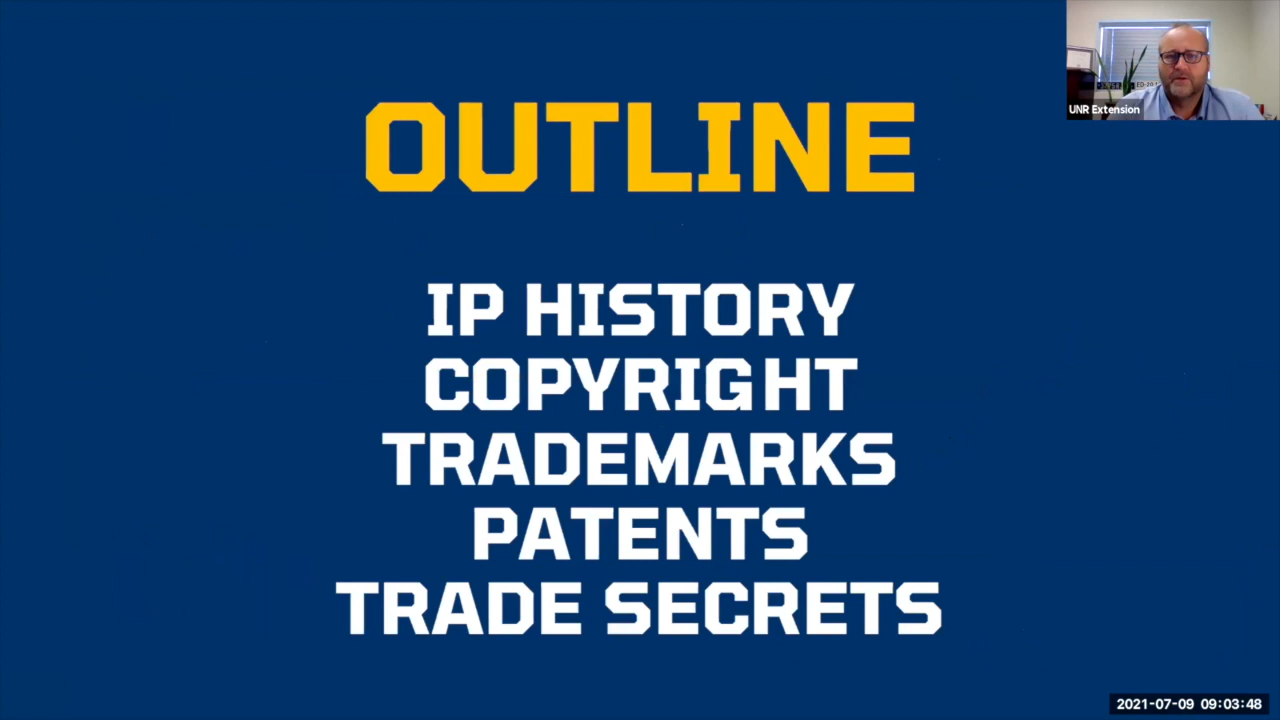 OUTLINE
IP HISTORY
COPYRIGHT
TRADEMARKS
PATENTS
TRADE SECRETS
UNR Extension
2021-07-09 09:03:48